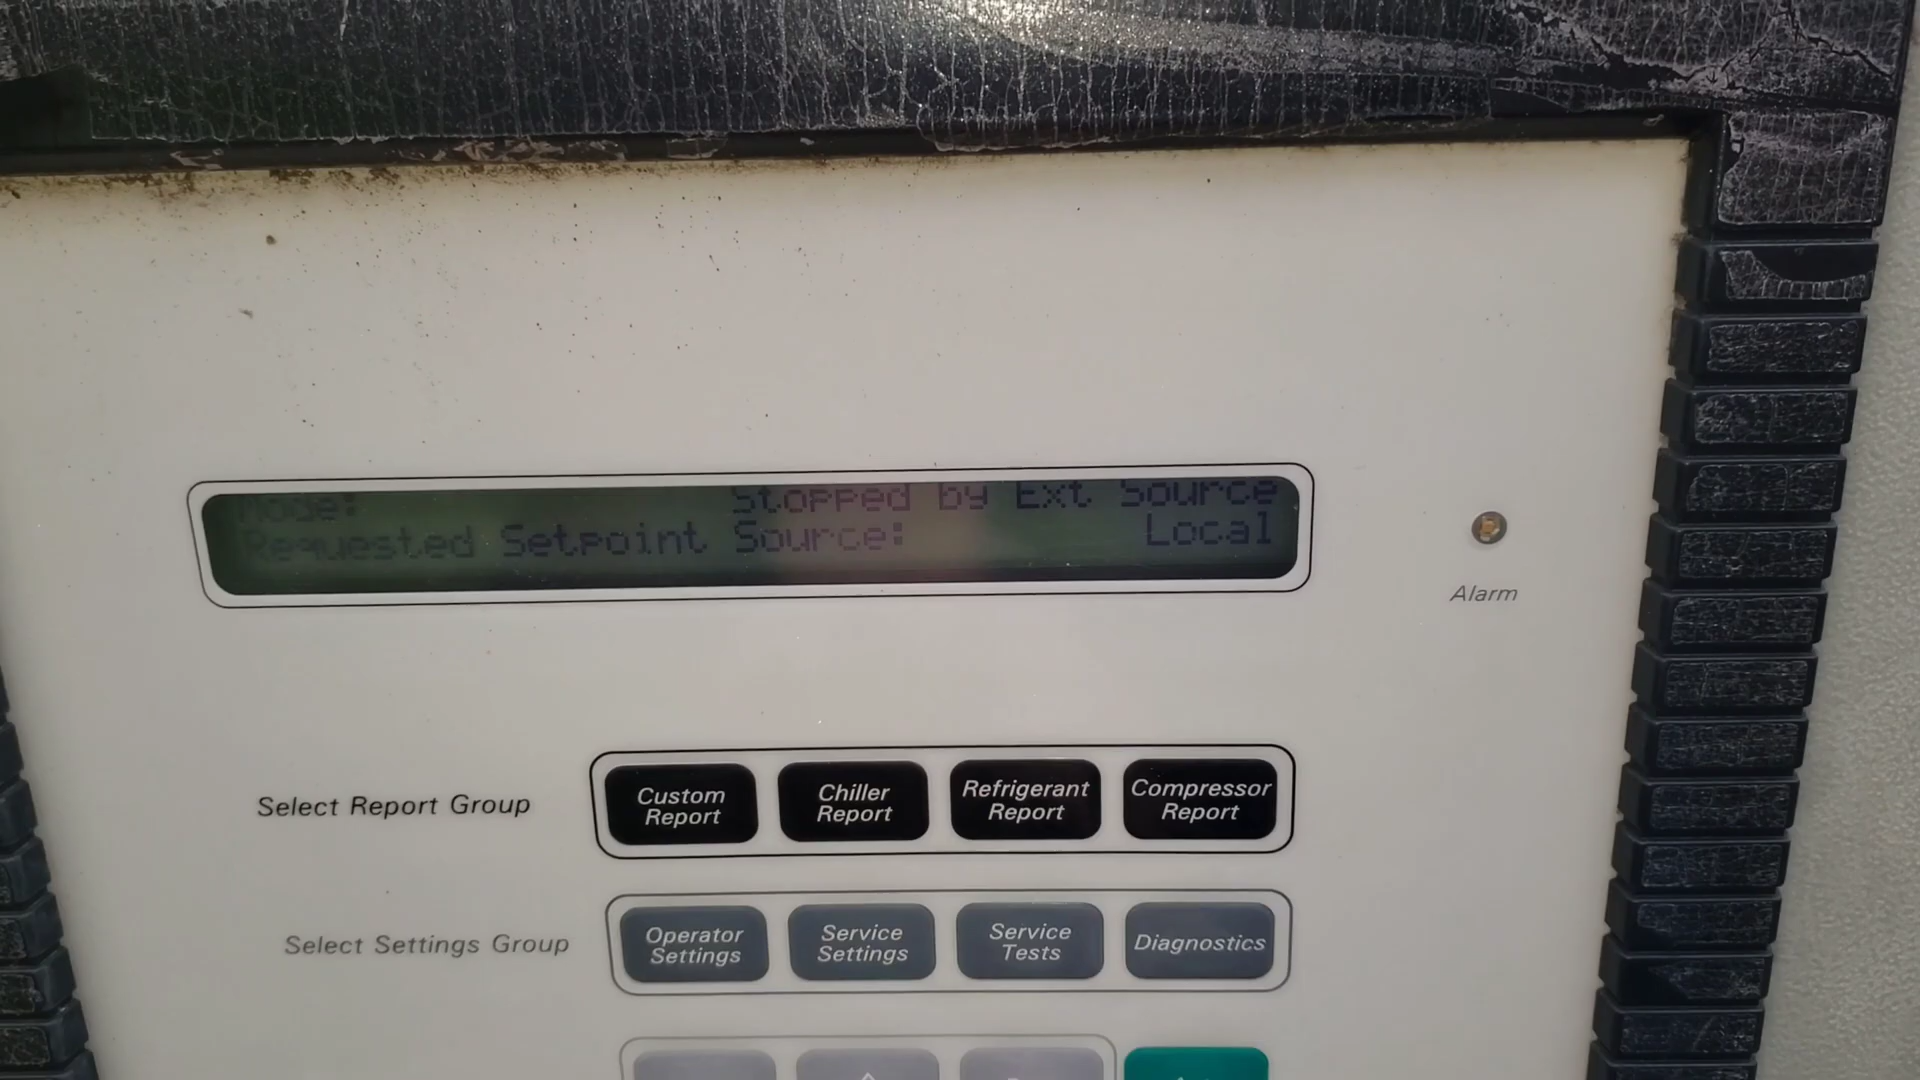 Mode: Stopped by Ext Source
Requested Setpoint Source: Local
Alarm
Select Report Group
Custom Report
Chiller Report
Refrigerant Report
Compressor Report
Select Settings Group
Operator Settings
Service Settings
Service Tests
Diagnostics